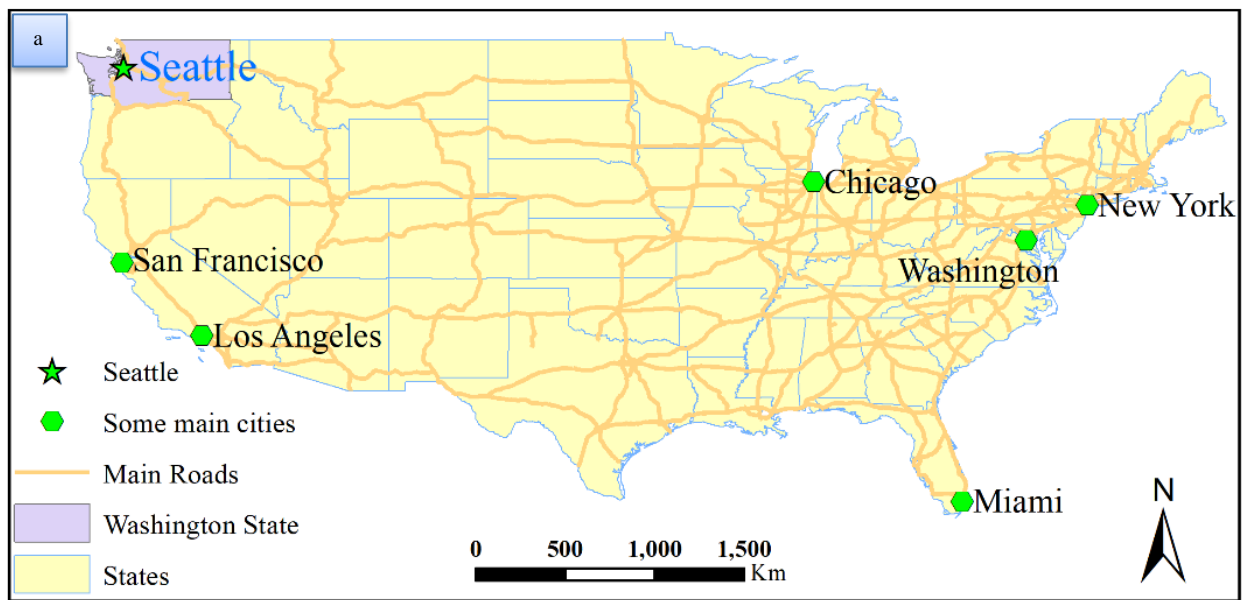 a
Seattle
Chicago
New York
San Francisco
Washington
Los Angeles
Seattle
Some main cities
Main Roads
Miami
N
Washington State
0 500 1,000 1,500
Km
States